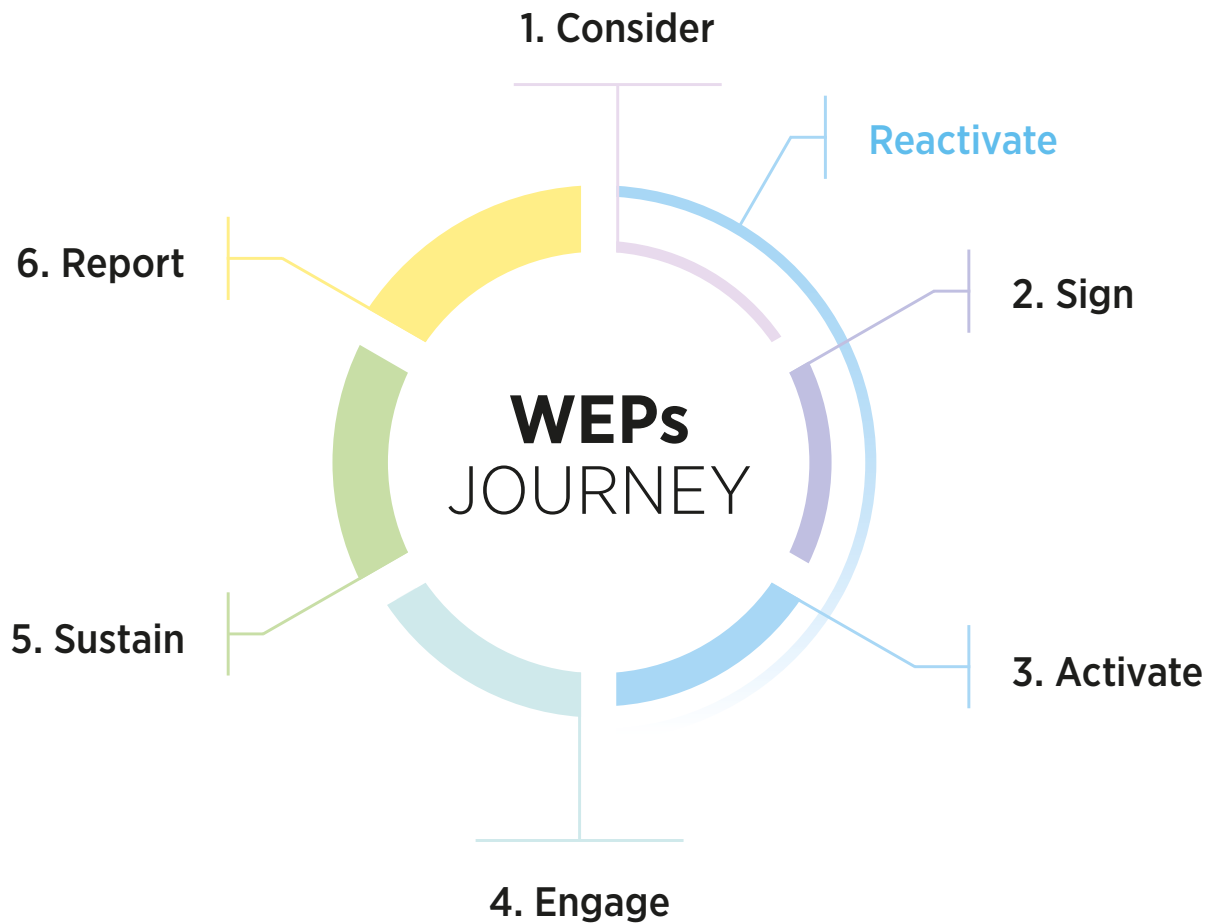 1. Consider
Reactivate
2. Sign
3. Activate
4. Engage
5. Sustain
6. Report
WEPs
JOURNEY